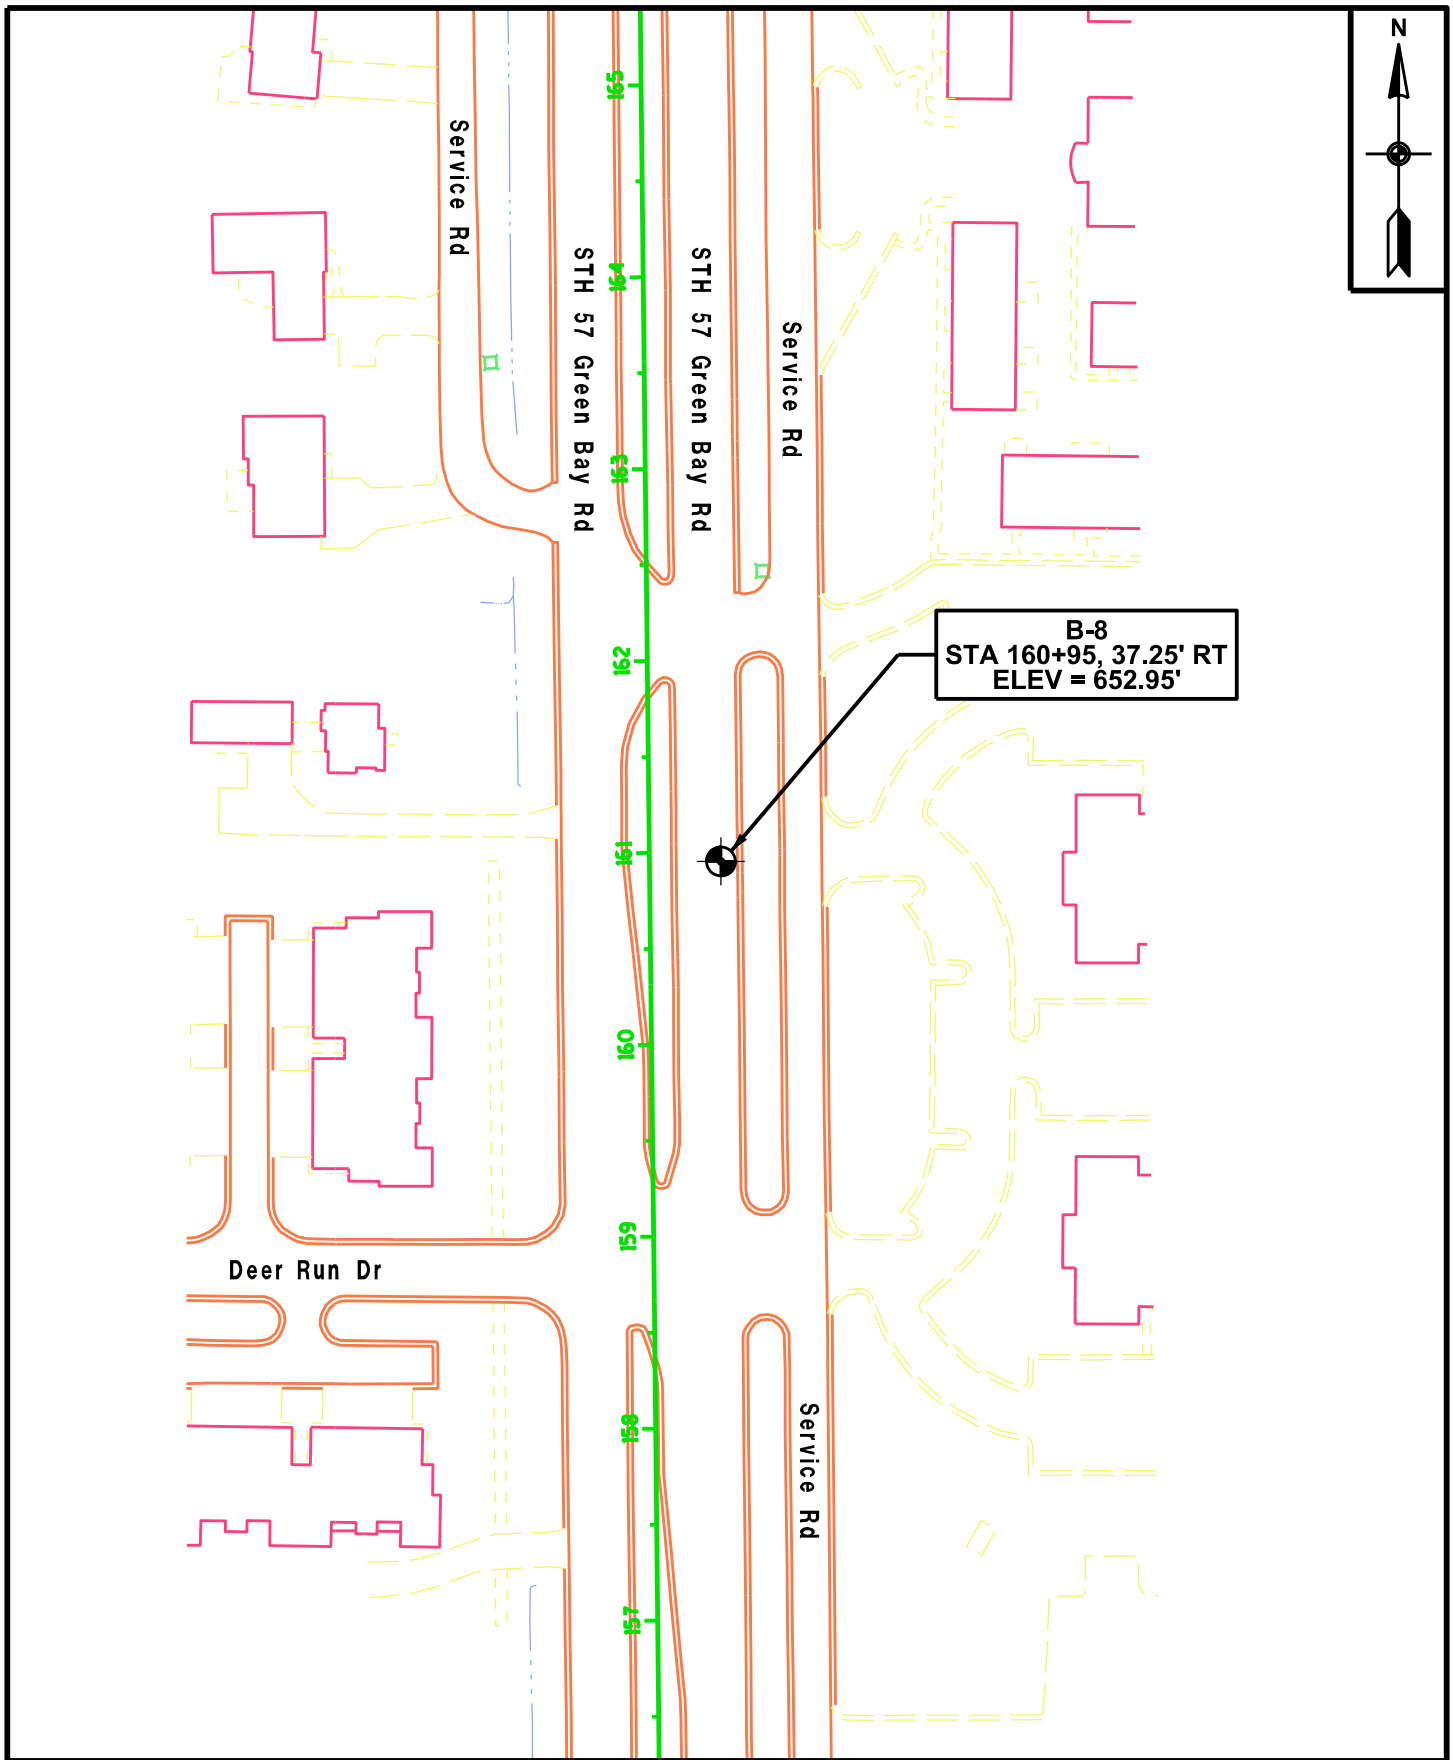 N
165
Service Rd
STH 57 Green Bay Rd
STH 57 Green Bay Rd
164
Service Rd
163
B-8
STA 160+95, 37.25' RT
ELEV = 652.95'
162
161
160
159
Deer Run Dr
158
Service Rd
157